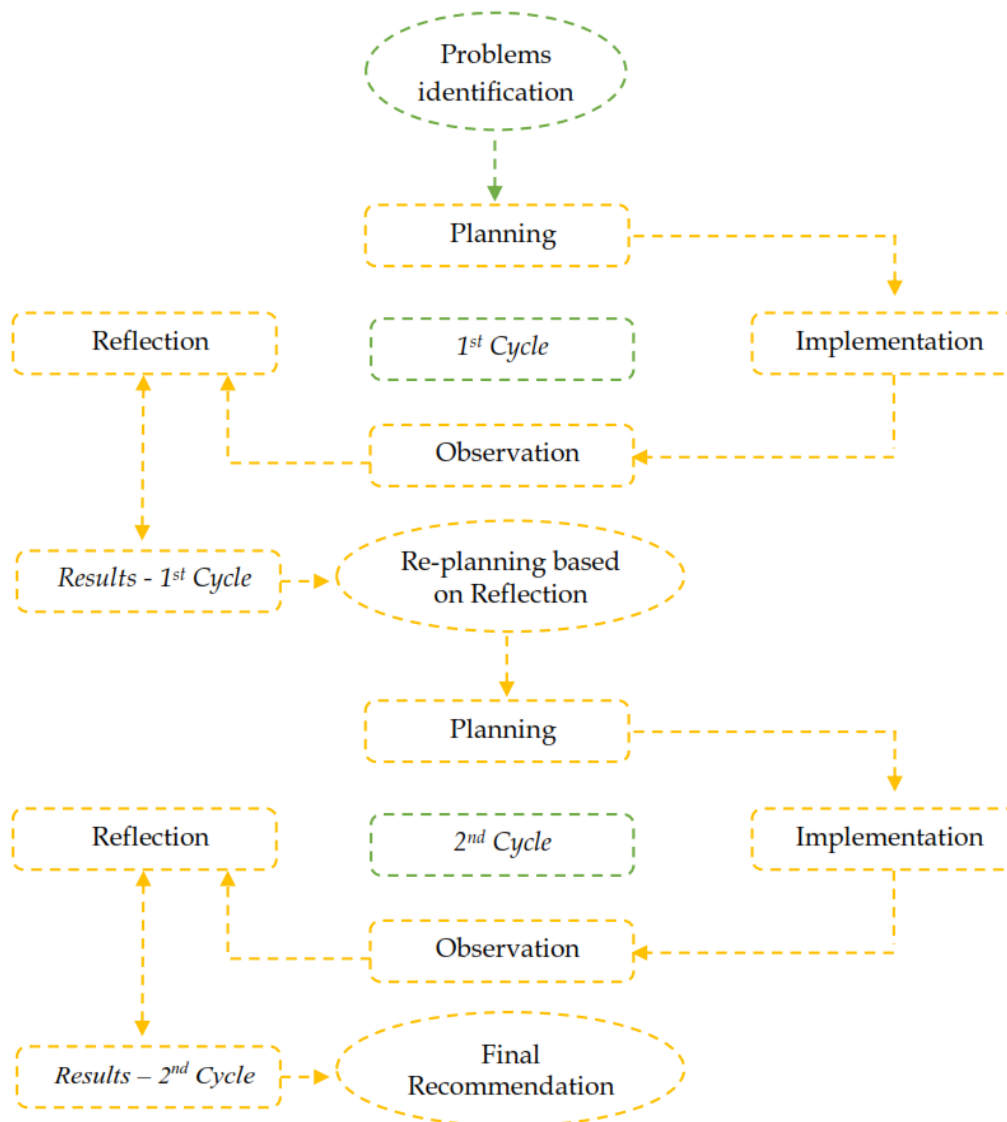 Problems
identification
Planning
Reflection
1st Cycle
Implementation
Observation
Results - 1st Cycle
Re-planning based
on Reflection
Planning
Reflection
2nd Cycle
Implementation
Observation
Results – 2nd Cycle
Final
Recommendation